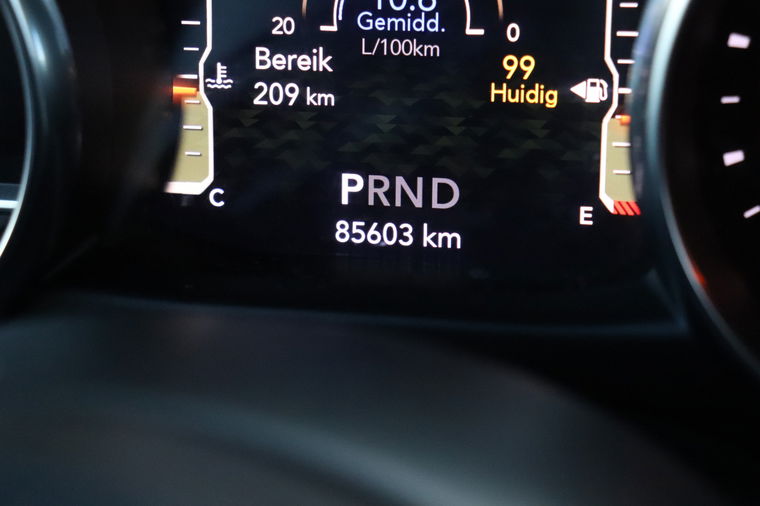 20
Gemidd.
0
L/100km
Bereik
209 km
99
Huidig
C
PRND
E
85603 km